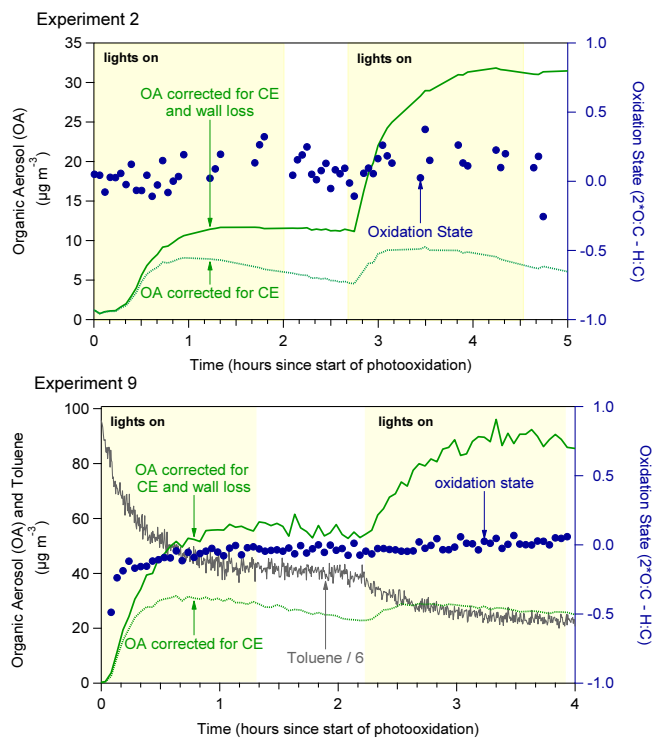 Experiment 2
lights on
lights on
OA corrected for CE
and wall loss
Oxidation State
OA corrected for CE
35
30
25
20
15
10
5
0
Organic Aerosol (OA)
(µg m-3)
1.0
0.5
0.0
-0.5
-1.0
Oxidation State (2*O:C - H:C)
0
1
2
3
4
5
Time (hours since start of photooxidation)
Experiment 9
lights on
lights on
OA corrected for
CE and wall loss
oxidation state
OA corrected for CE
Toluene / 6
100
80
60
40
20
0
Organic Aerosol (OA) and Toluene
(µg m-3)
1.0
0.5
0.0
-0.5
-1.0
Oxidation State (2*O:C - H:C)
0
1
2
3
4
Time (hours since start of photooxidation)